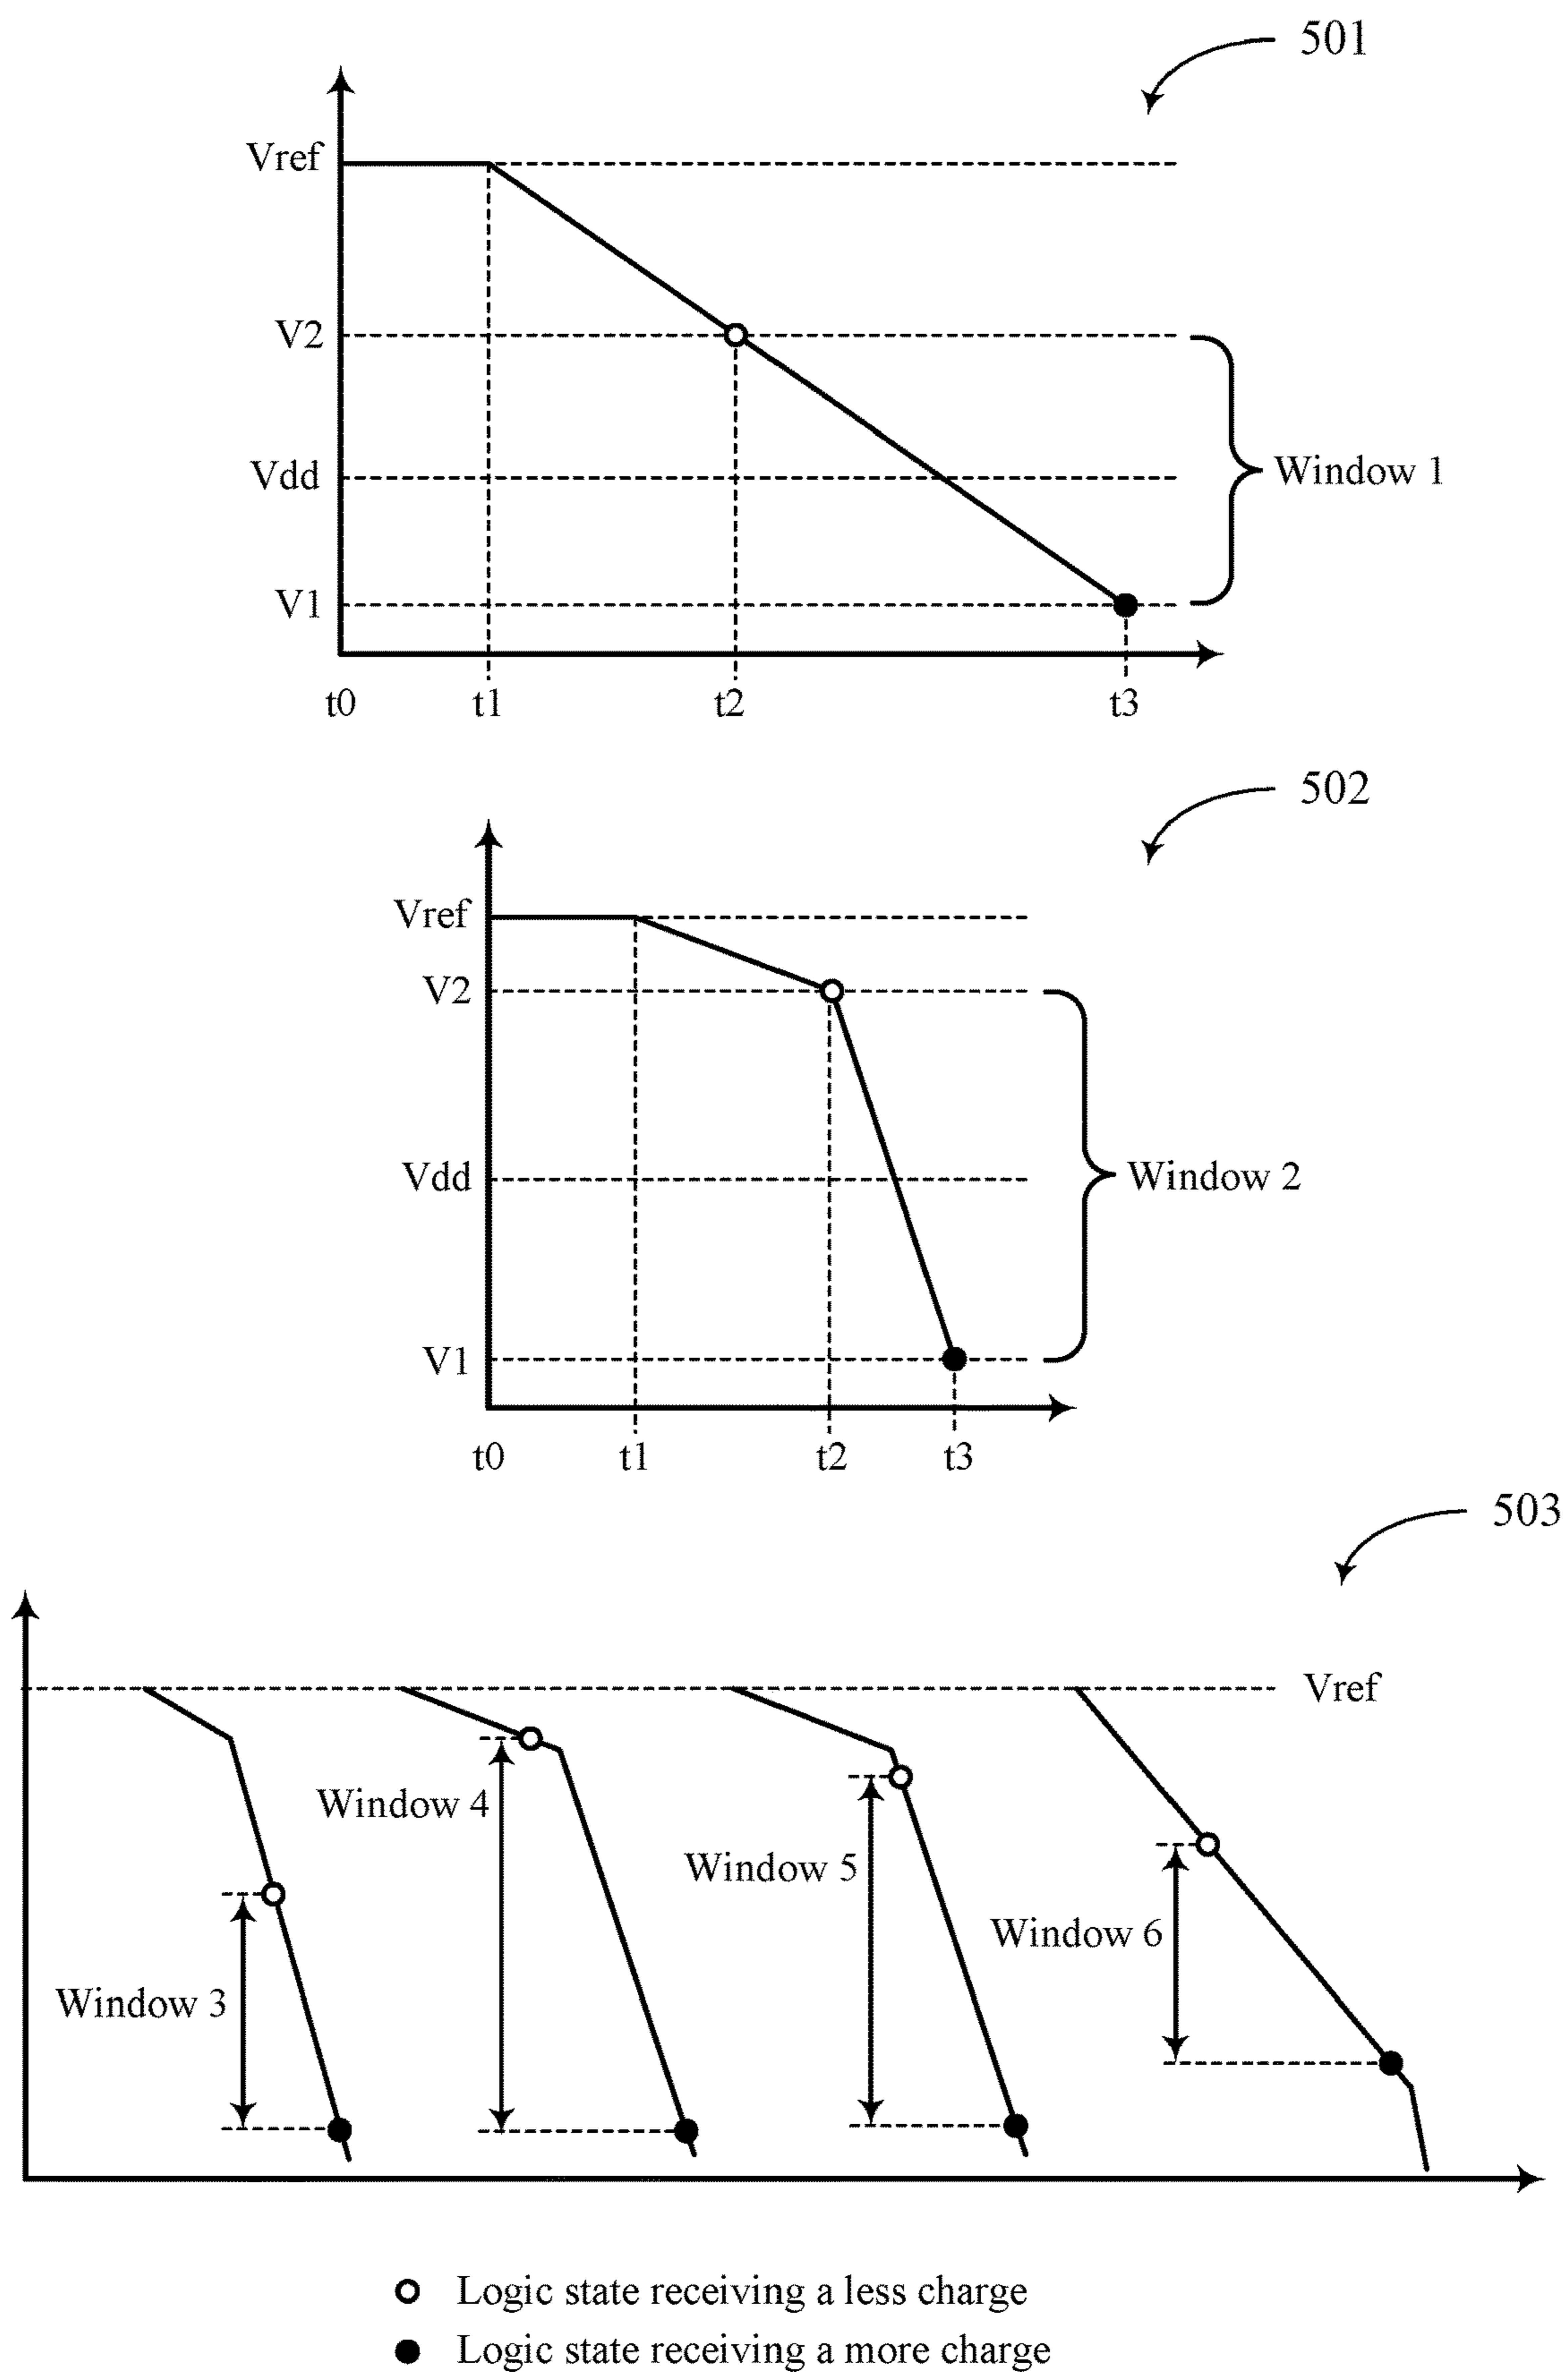 501
Vref
V2
Vdd
Window 1
V1
t0 t1 t2 t3
502
Vref
V2
Vdd
Window 2
V1
t0 t1 t2 t3
503
Vref
Window 4
Window 5
Window 6
Window 3
Logic state receiving a less charge
Logic state receiving a more charge